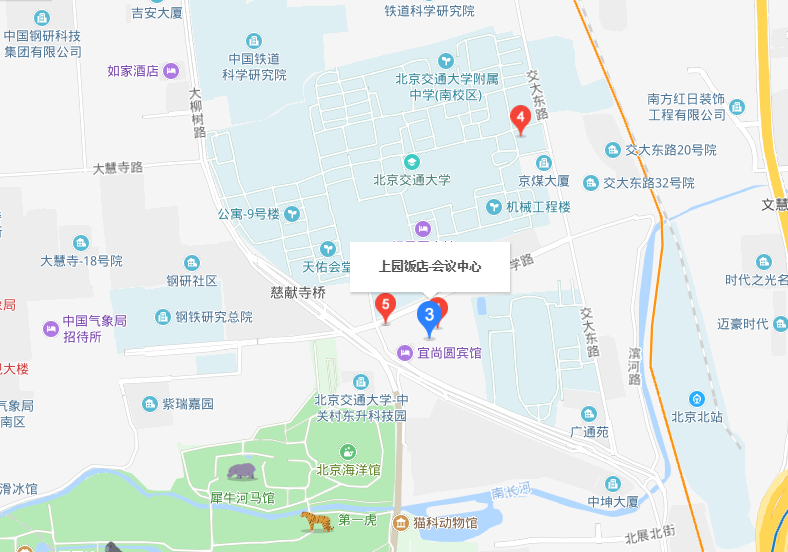 吉安大厦
铁道科学研究院
中国钢研科技
集团有限公司
中国铁道
科学研究院
如家酒店
大柳树路
北京交通大学附属
中学(南校区)
交大东路
南方红日装饰
工程有限公司
4
交大东路20号院
大慧寺路
北京交通大学
京煤大厦
交大东路32号院
公寓-9号楼
机械工程楼
文慧
大慧寺-18号院
天佑会堂
上园饭店-会议中心
学路
钢研社区
慈献寺桥
时代之光名
局
中国气象局
招待所
钢铁研究总院
5
3
交大东路
滨河路
迈豪时代
宜尚圆宾馆
见大楼
气象局
南区
紫瑞嘉园
北京交通大学-中
关村东升科技园
北京北站
广通苑
北京海洋馆
犀牛河马馆
滑冰馆
南长河
中坤大厦
第一虎
猫科动物馆
北展北街